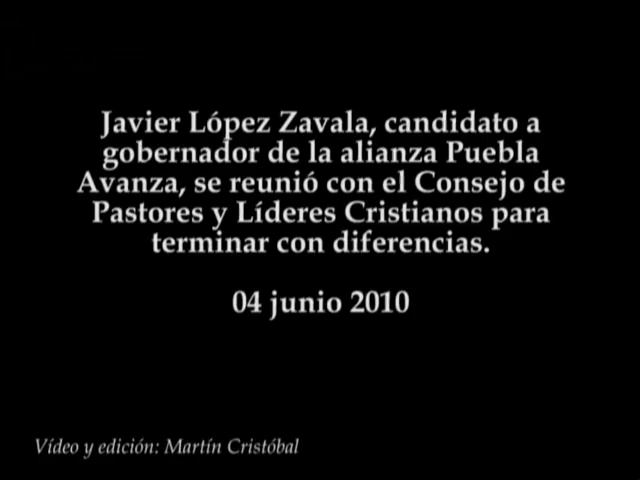 Javier López Zavala, candidato a
gobernador de la alianza Puebla
Avanza, se reunió con el Consejo de
Pastores y Líderes Cristianos para
terminar con diferencias.
04 junio 2010
Vídeo y edición: Martín Cristóbal